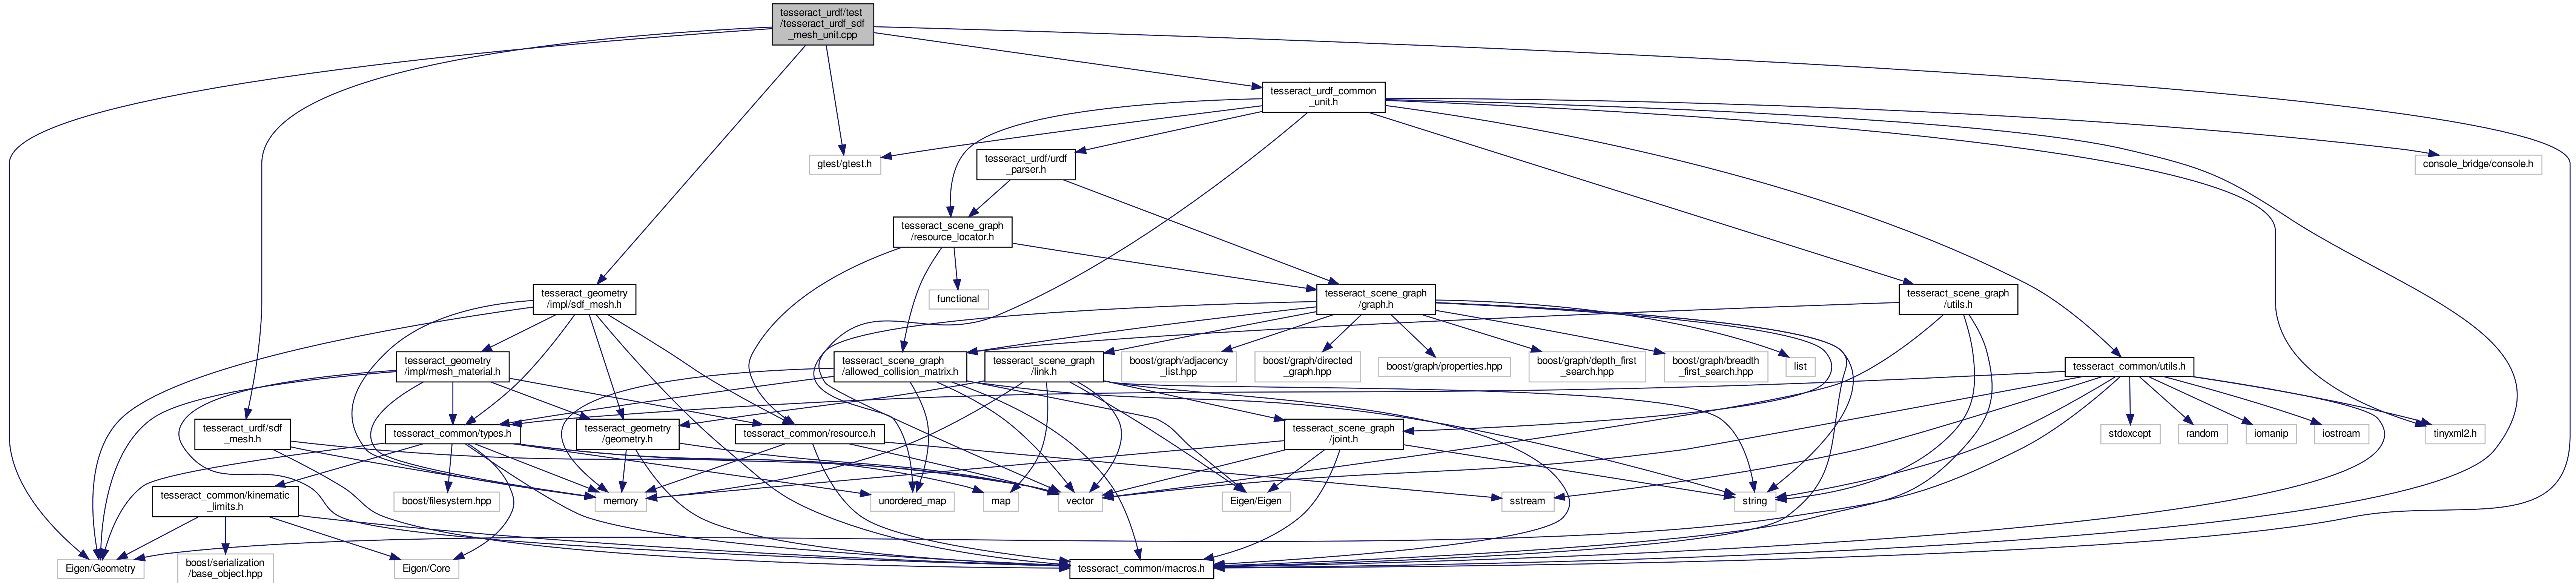 tesseract_urdf/test
/tesseract_urdf_sdf
_mesh_unit.cpp
tesseract_urdf_common
_unit.h
gtest/gtest.h
tesseract_urdf/urdf
_parser.h
console_bridge/console.h
tesseract_scene_graph
/resource_locator.h
tesseract_geometry
/impl/sdf_mesh.h
functional
tesseract_scene_graph
/graph.h
tesseract_scene_graph
/utils.h
tesseract_geometry
/impl/mesh_material.h
tesseract_scene_graph
/allowed_collision_matrix.h
tesseract_scene_graph
/link.h
boost/graph/adjacency
_list.hpp
boost/graph/directed
_graph.hpp
boost/graph/properties.hpp
boost/graph/depth_first
_search.hpp
boost/graph/breadth
_first_search.hpp
list
tesseract_common/utils.h
tesseract_urdf/sdf
_mesh.h
tesseract_common/types.h
tesseract_geometry
/geometry.h
tesseract_common/resource.h
tesseract_scene_graph
/joint.h
stdexcept
random
iomanip
iostream
tinyxml2.h
tesseract_common/kinematic
_limits.h
boost/filesystem.hpp
memory
unordered_map
map
vector
Eigen/Eigen
sstream
string
Eigen/Geometry
boost/serialization
/base_object.hpp
Eigen/Core
tesseract_common/macros.h